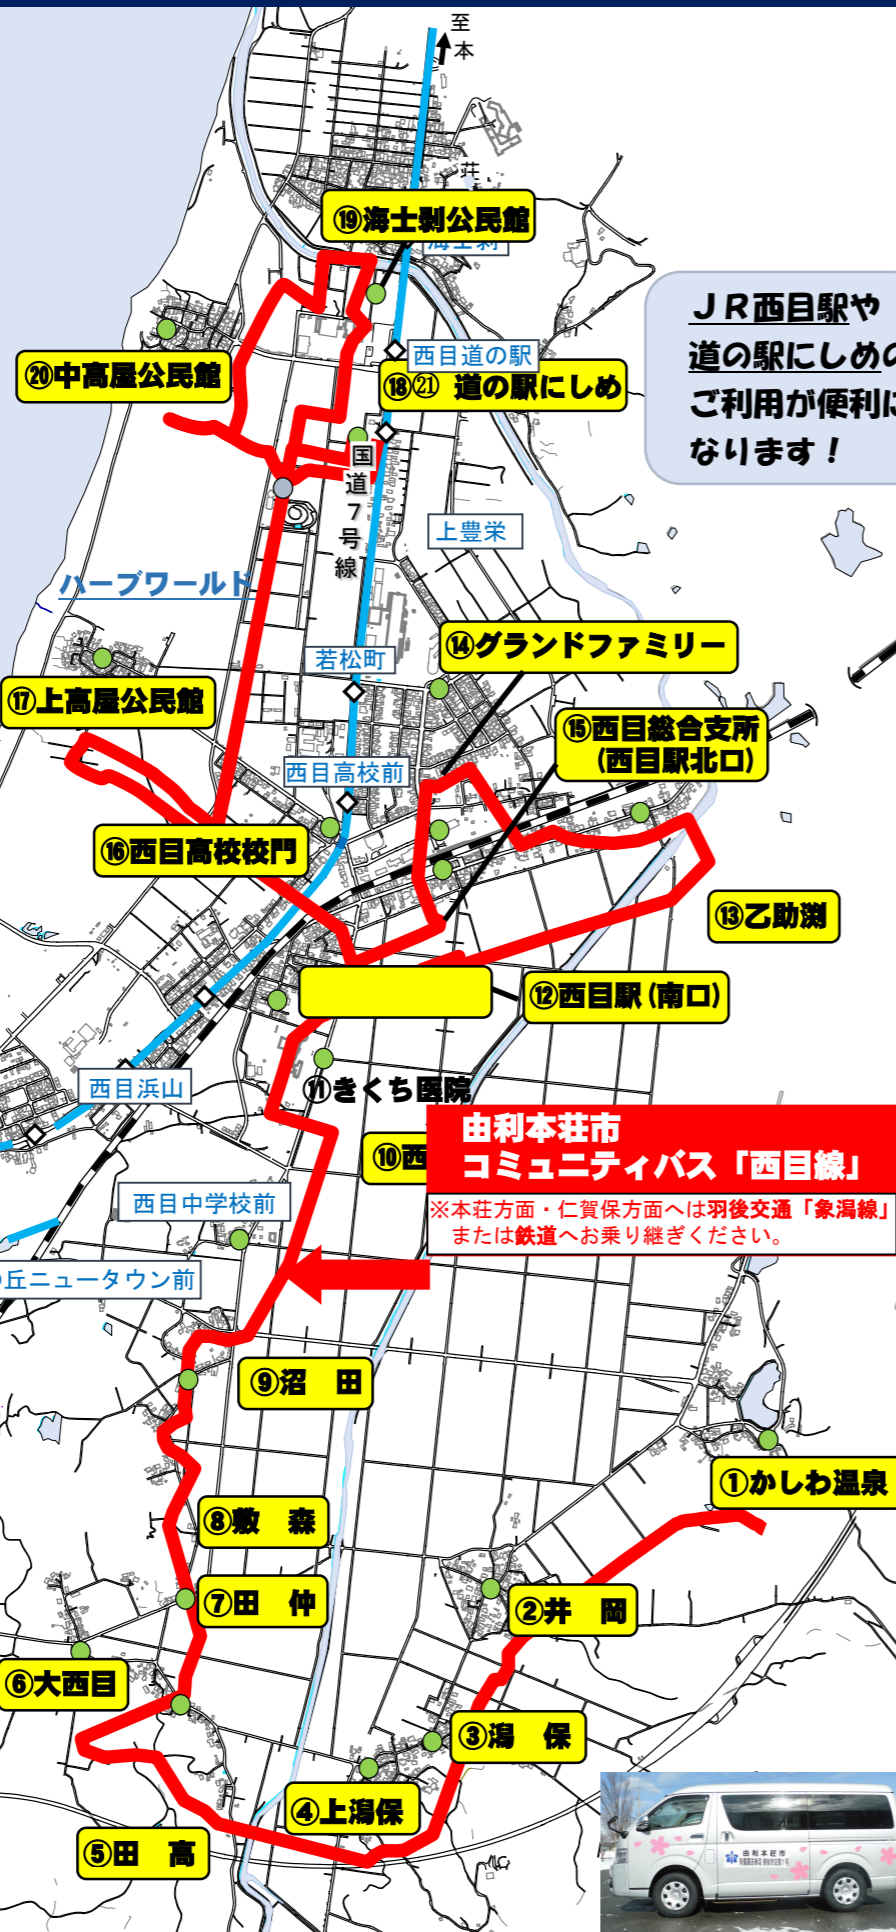 至
本
荘
⑲海士剥公民館
JR西目駅や
道の駅にしめの
ご利用が便利に
なります！
西目道の駅
⑳中高屋公民館
⑱㉑ 道の駅にしめ
国道7号線
上豊栄
ハーブワールド
若松町
⑭グランドファミリー
⑰上高屋公民館
⑮西目総合支所
(西目駅北口)
西目高校前
⑯西目高校校門
⑬乙助渕
⑫西目駅(南口)
西目浜山
⑪きくち医院
由利本荘市
コミュニティバス「西目線」
⑩西
※本荘方面・仁賀保方面へは羽後交通「象潟線」
または鉄道へお乗り継ぎください。
西目中学校前
丘ニュータウン前
⑨沼 田
①かしわ温泉
⑧敷 森
⑦田 仲
②井 岡
⑥大西目
③潟 保
④上潟保
⑤田 高
由利本荘市